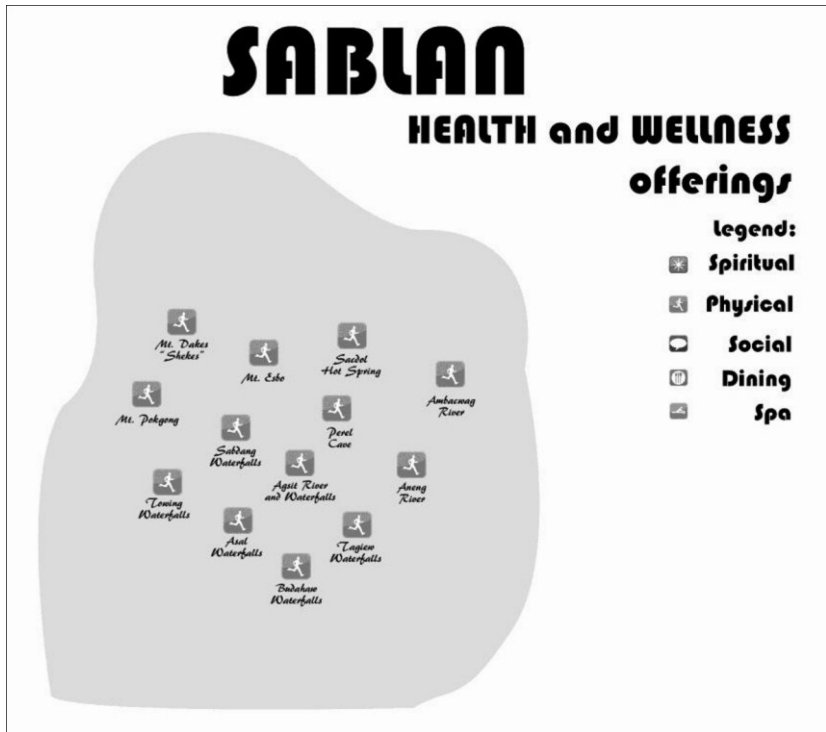 SABLAN
HEALTH and WELLNESS
offerings
Legend:
Spiritual
Physical
Social
Dining
Spa
Mt. Dakes
"Shekes"
Mt. Esbo
Sacdol
Hot Spring
Ambacwag
River
Mt. Pokgong
Perel
Cave
Sabdang
Waterfalls
Agsit River
and Waterfalls
Aneng
River
Towing
Waterfalls
Asal
Waterfalls
Tagiew
Waterfalls
Budahaw
Waterfalls